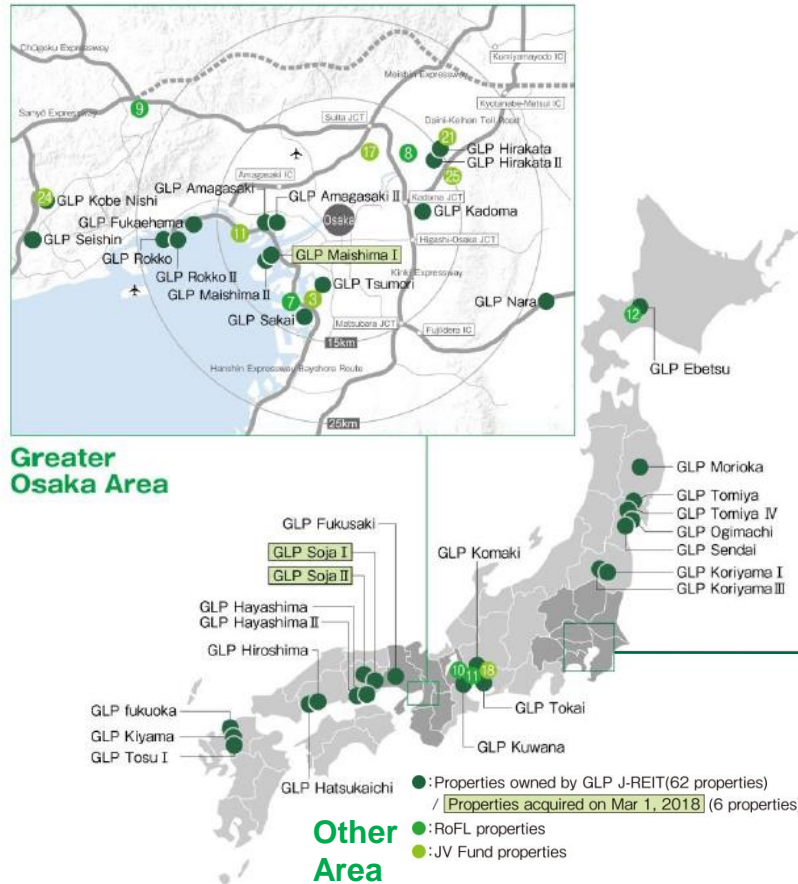 Chūgoku Expressway
Kumiyamayodo IC
Meishin Expressway
Kyotanabe-Matsui IC
Sanyō Expressway
9
Suita JCT
Daini-Keihan Toll Road
21
17
8
GLP Hirakata
GLP Hirakata II
Amagasaki IC
25
24
GLP Kobe Nishi
GLP Amagasaki
GLP Amagasaki II
Kadoma JCT
GLP Kadoma
GLP Fukaehama
11
Osaka
GLP Seishin
GLP Rokko
Higashi-Osaka JCT
GLP Maishima I
GLP Rokko II
Kinki Expressway
GLP Maishima II
GLP Tsumori
7
3
GLP Nara
GLP Sakai
Matsubara JCT
Fujiidera IC
15km
Hanshin Expressway Bayshore Route
25km
Greater
Osaka Area
12
GLP Ebetsu
GLP Morioka
GLP Tomiya
GLP Tomiya IV
GLP Ogimachi
GLP Sendai
GLP Koriyama I
GLP Koriyama III
GLP Fukusaki
GLP Soja I
GLP Soja II
GLP Komaki
GLP Hayashima
GLP Hayashima II
GLP Hiroshima
10
11
18
GLP fukuoka
GLP Kiyama
GLP Tosu I
GLP Tokai
GLP Kuwana
GLP Hatsukaichi
:Properties owned by GLP J-REIT(62 properties)
/ Properties acquired on Mar 1, 2018 (6 properties
Other
Area
:RoFL properties
:JV Fund properties